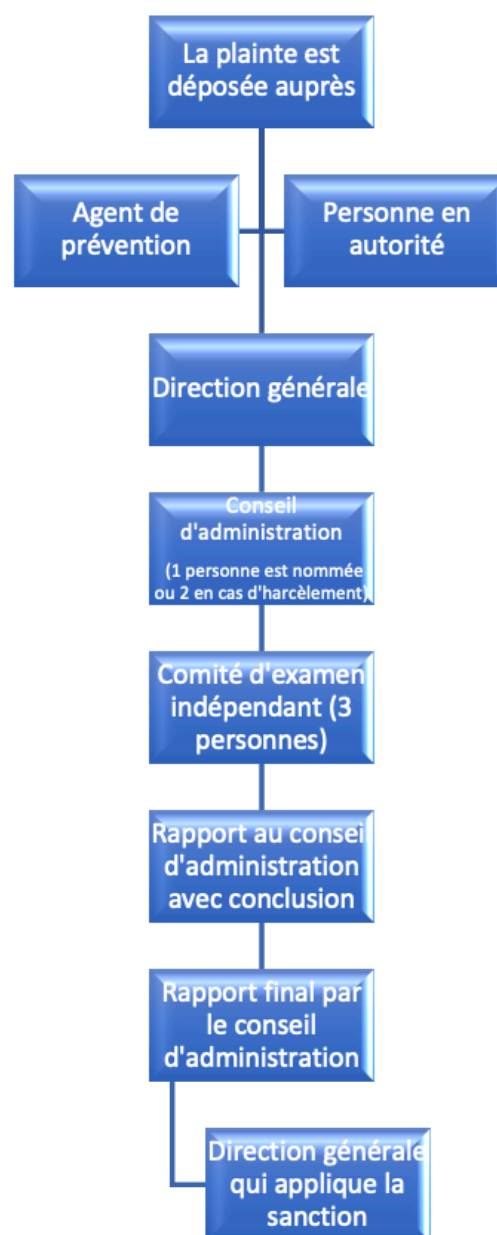 La plainte est
déposée auprès
Agent de
prévention
Personne en
autorité
Direction générale
Conseil
d'administration
(1 personne est nommée
ou 2 en cas d'harcèlement)
Comité d'examen
indépendant (3
personnes)
Rapport au conseil
d'administration
avec conclusion
Rapport final par
le conseil
d'administration
Direction générale
qui applique la
sanction